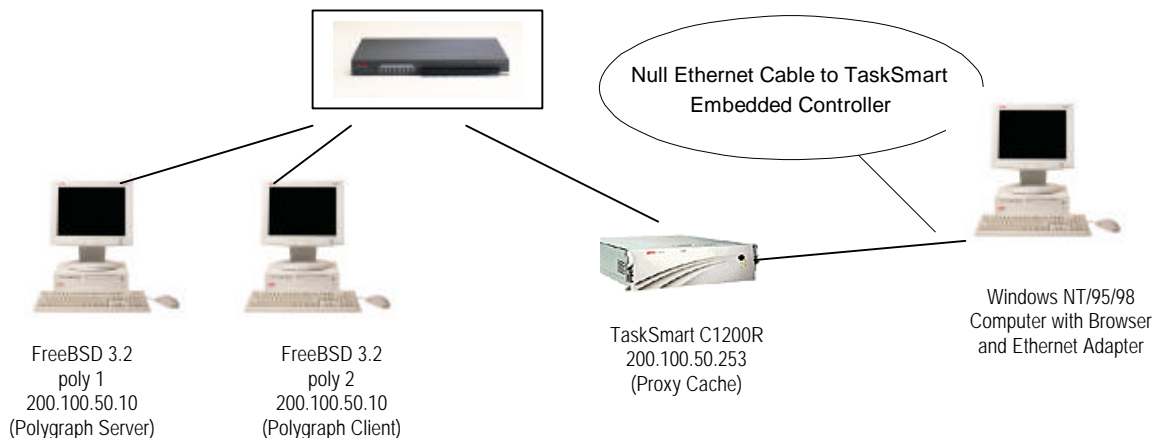 Null Ethernet Cable to TaskSmart
Embedded Controller
FreeBSD 3.2
poly 1
200.100.50.10
(Polygraph Server)
FreeBSD 3.2
poly 2
200.100.50.10
(Polygraph Client)
TaskSmart C1200R
200.100.50.253
(Proxy Cache)
Windows NT/95/98
Computer with Browser
and Ethernet Adapter